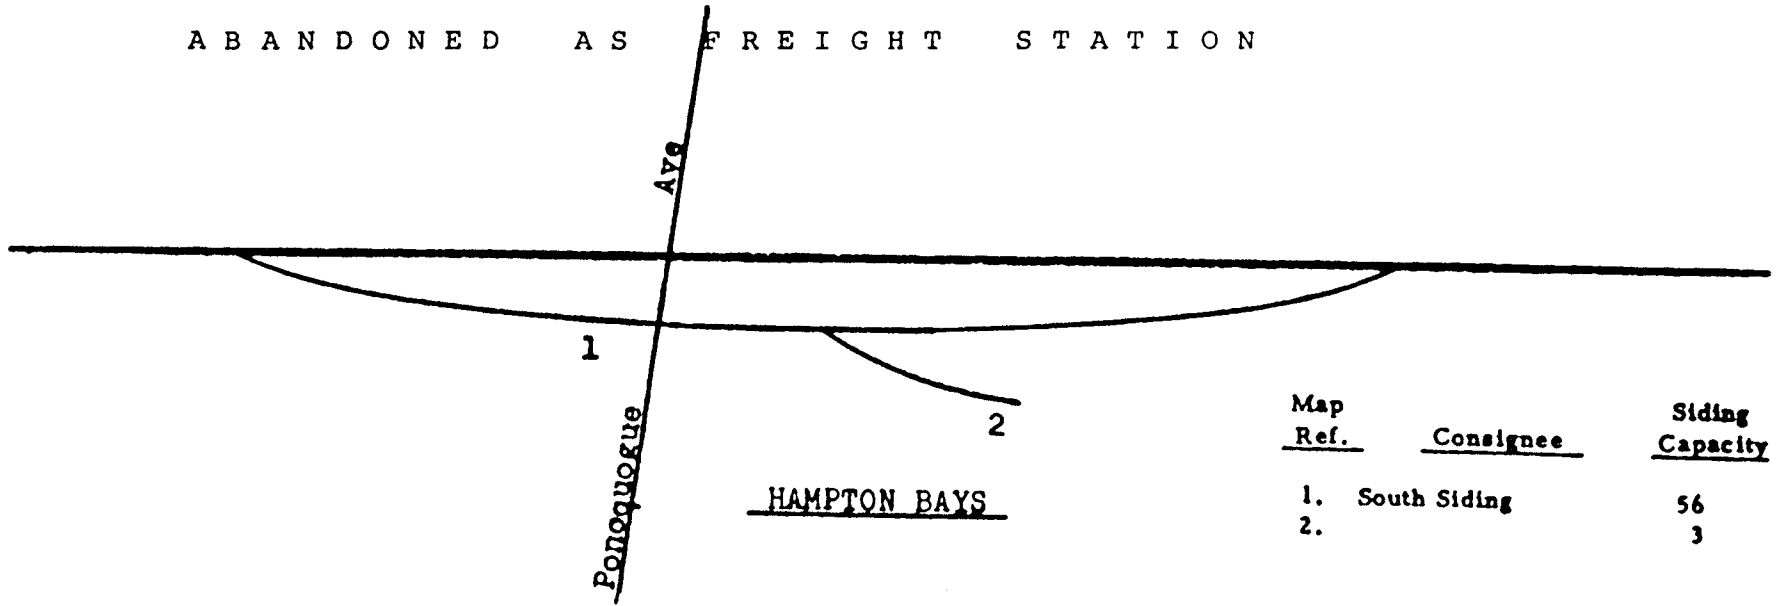 ABANDONED AS FREIGHT STATION
Ponoquogue Ave
1
2
HAMPTON BAYS
Map Ref. Consignee Siding Capacity
1. South Siding 56
2. 3